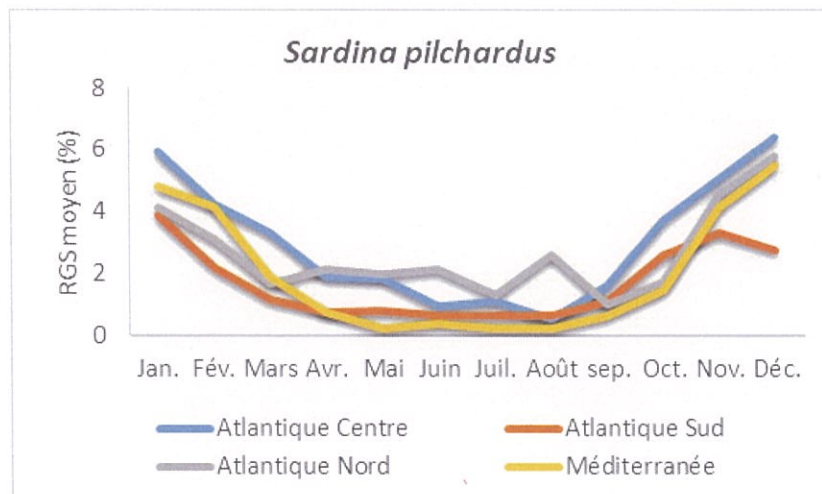 Sardina pilchardus
8
6
4
2
0
RGS moyen (%)
Jan. Fév. Mars Avr. Mai Juin Juil. Août sep. Oct. Nov. Déc.
Atlantique Centre Atlantique Sud
Atlantique Nord Méditerranée